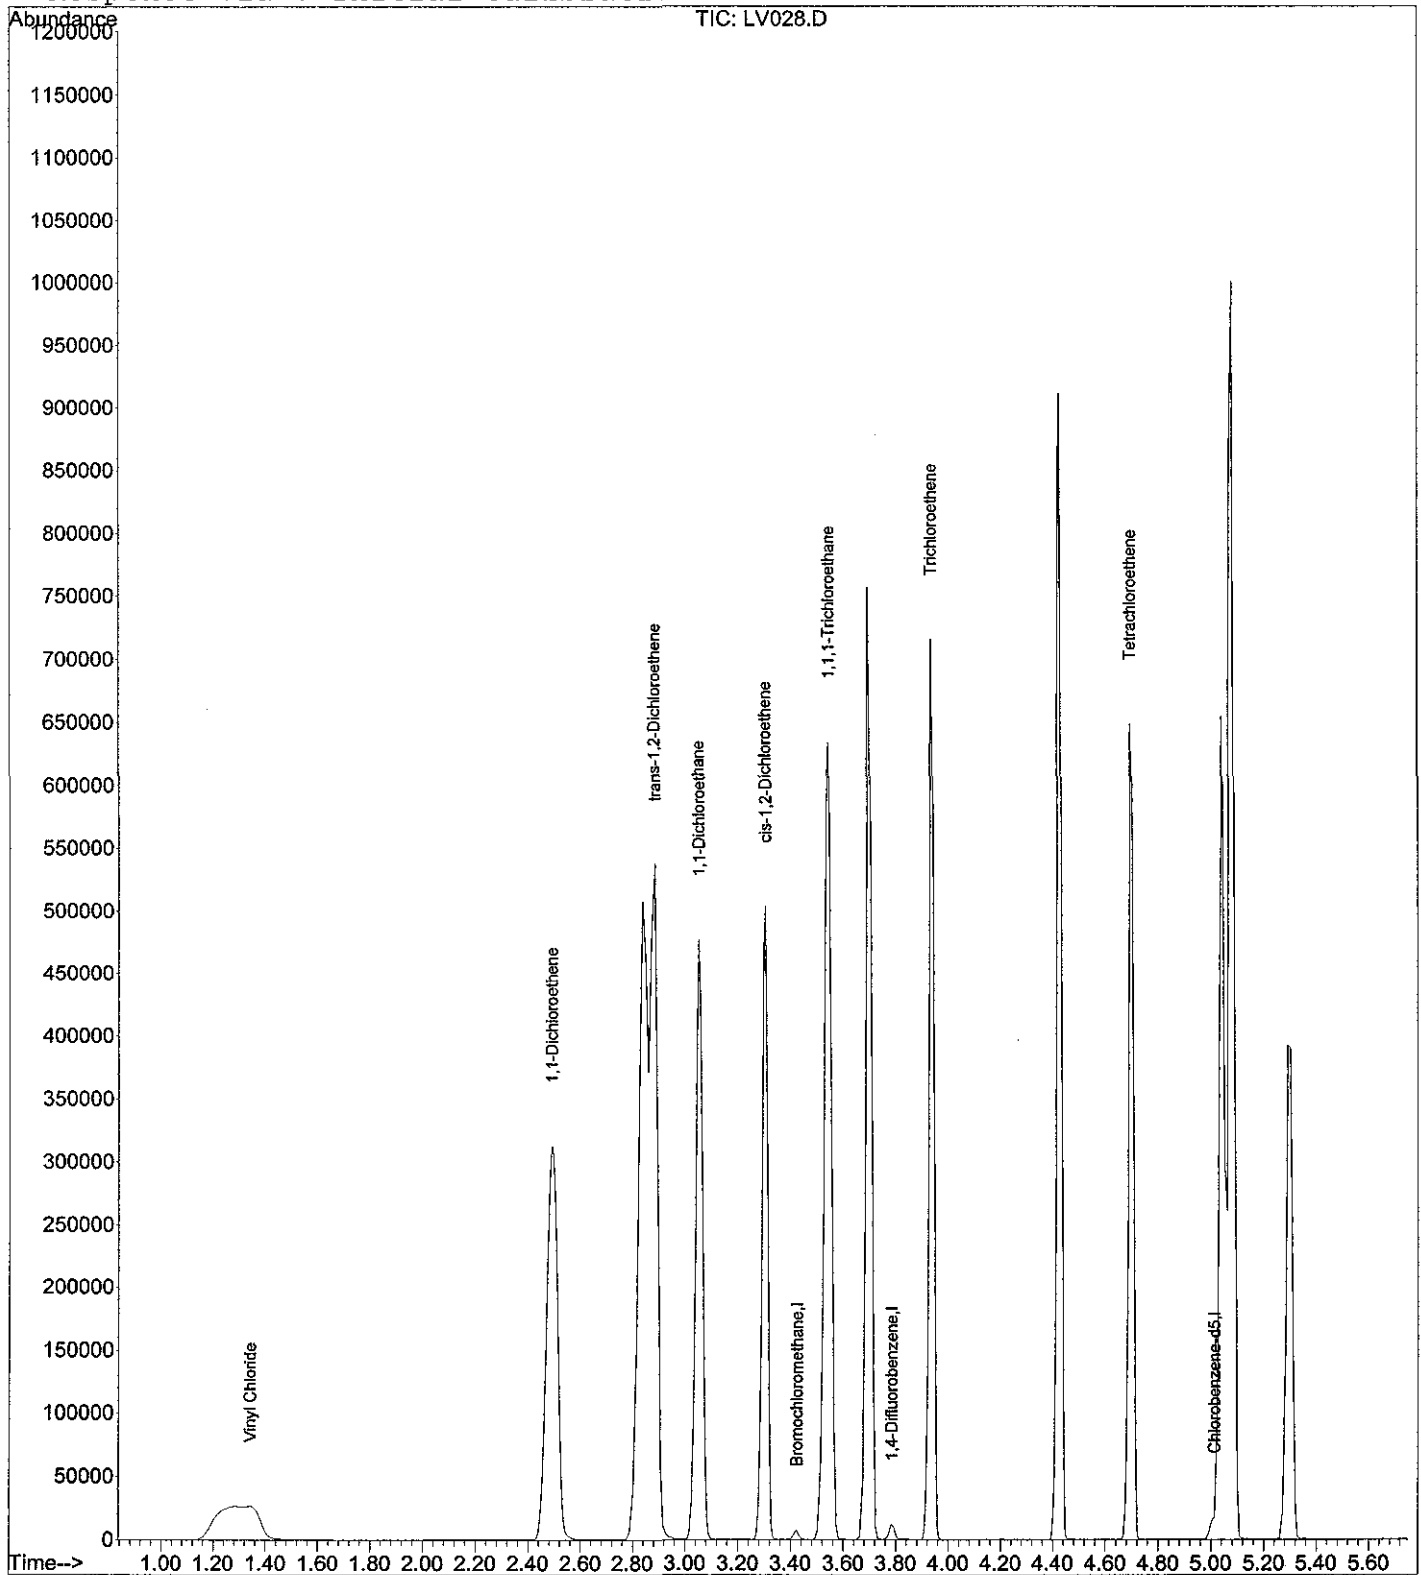 Abundance
TIC: LV028.D
1200000
1150000
1100000
1050000
1000000
950000
900000
850000
800000
750000
700000
650000
600000
550000
500000
450000
400000
350000
300000
250000
200000
150000
100000
50000
0
Vinyl Chloride
1,1-Dichloroethene
trans-1,2-Dichloroethene
1,1-Dichloroethane
cis-1,2-Dichloroethene
Bromochloromethane,I
1,1,1-Trichloroethane
1,4-Difluorobenzene,I
Trichloroethene
Tetrachloroethene
Chlorobenzene-d5,I
Time--> 1.00 1.20 1.40 1.60 1.80 2.00 2.20 2.40 2.60 2.80 3.00 3.20 3.40 3.60 3.80 4.00 4.20 4.40 4.60 4.80 5.00 5.20 5.40 5.60